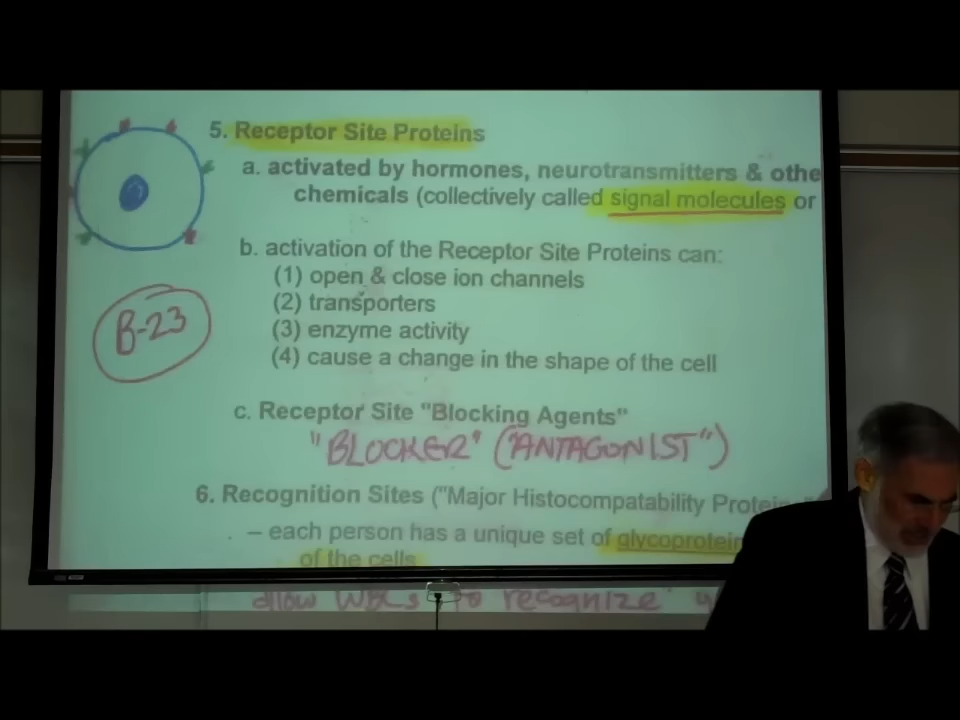 5. Receptor Site Proteins
a. activated by hormones, neurotransmitters & othe
chemicals (collectively called signal molecules or
b. activation of the Receptor Site Proteins can:
(1) open & close ion channels
(2) transporters
B-23
(3) enzyme activity
(4) cause a change in the shape of the cell
c. Receptor Site "Blocking Agents"
"BLOCKER" ("ANTAGONIST")
6. Recognition Sites ("Major Histocompatability Protein
– each person has a unique set of glycoprotein
of the cells
allow WBCs to recognize